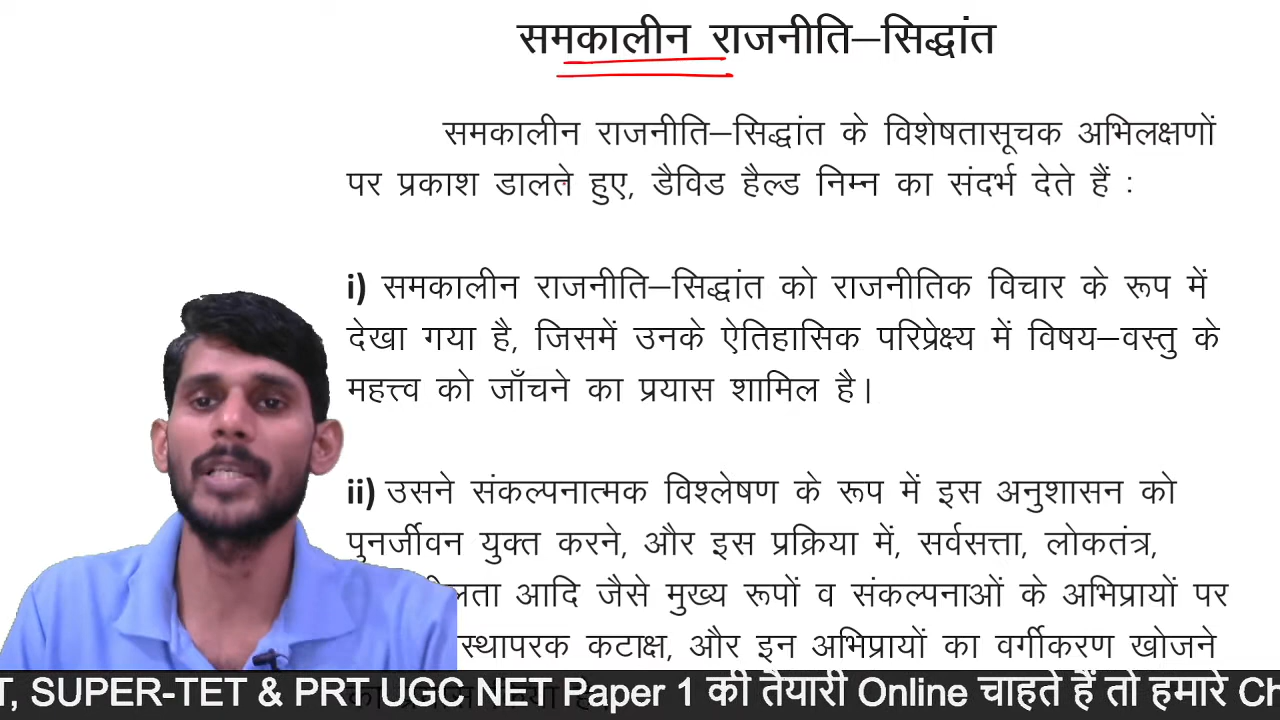 समकालीन राजनीति–सिद्धांत
समकालीन राजनीति–सिद्धांत के विशेषतासूचक अभिलक्षणों
पर प्रकाश डालते हुए, डैविड हैल्ड निम्न का संदर्भ देते हैं :
i) समकालीन राजनीति–सिद्धांत को राजनीतिक विचार के रूप में
देखा गया है, जिसमें उनके ऐतिहासिक परिप्रेक्ष्य में विषय–वस्तु के
महत्त्व को जाँचने का प्रयास शामिल है।
ii) उसने संकल्पनात्मक विश्लेषण के रूप में इस अनुशासन को
पुनर्जीवन युक्त करने, और इस प्रक्रिया में, सर्वसत्ता, लोकतंत्र,
आदि जैसे मुख्य रूपों व संकल्पनाओं के अभिप्रायों पर
स्थापरक कटाक्ष, और इन अभिप्रायों का वर्गीकरण खोजने
T, SUPER-TET & PRT UGC NET Paper 1 की तैयारी Online चाहते हैं तो हमारे Ch